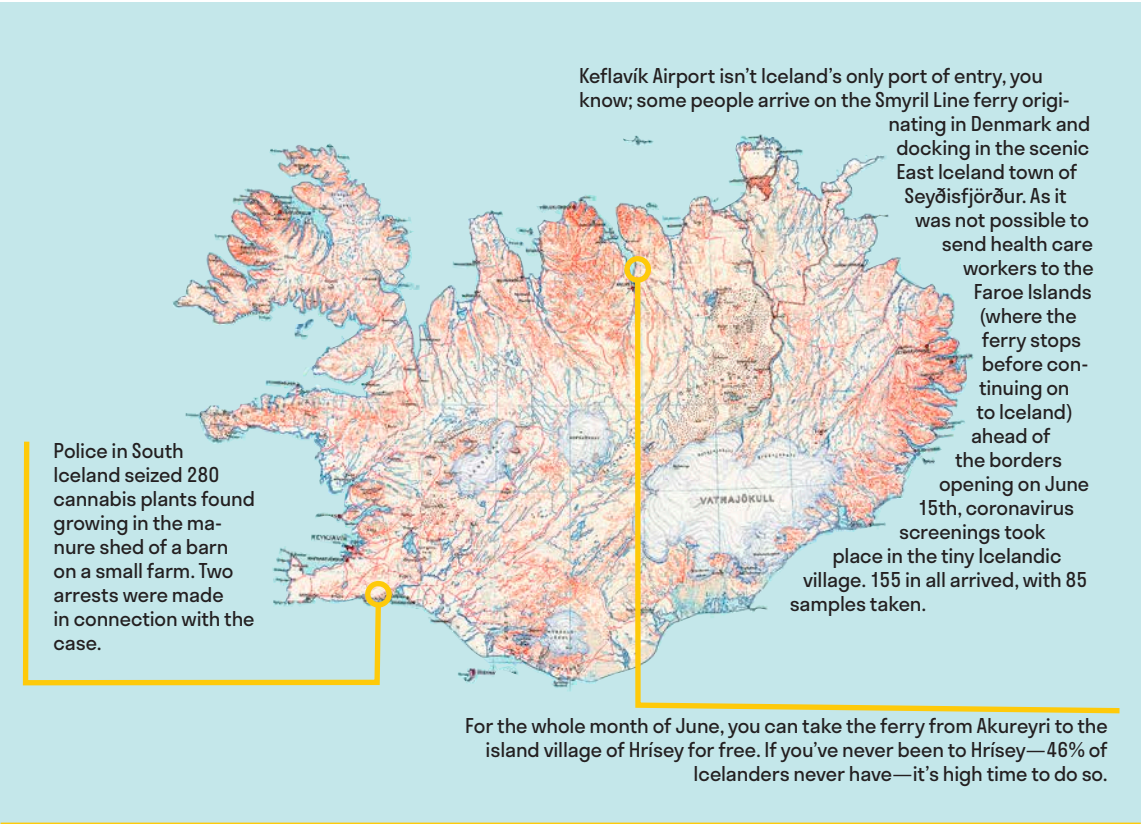 Keflavík Airport isn’t Iceland’s only port of entry, you
know; some people arrive on the Smyril Line ferry origi-
nating in Denmark and
docking in the scenic
East Iceland town of
Seyðisfjörður. As it
was not possible to
send health care
workers to the
Faroe Islands
(where the
ferry stops
before con-
tinuing on
to Iceland)
ahead of
the borders
opening on June
15th, coronavirus
screenings took
place in the tiny Icelandic
village. 155 in all arrived, with 85
samples taken.
Police in South
Iceland seized 280
cannabis plants found
growing in the ma-
nure shed of a barn
on a small farm. Two
arrests were made
in connection with the
case.
VATNAJÖKULL
REYKJAVÍK
For the whole month of June, you can take the ferry from Akureyri to the
island village of Hrísey for free. If you’ve never been to Hrísey—46% of
Icelanders never have—it’s high time to do so.